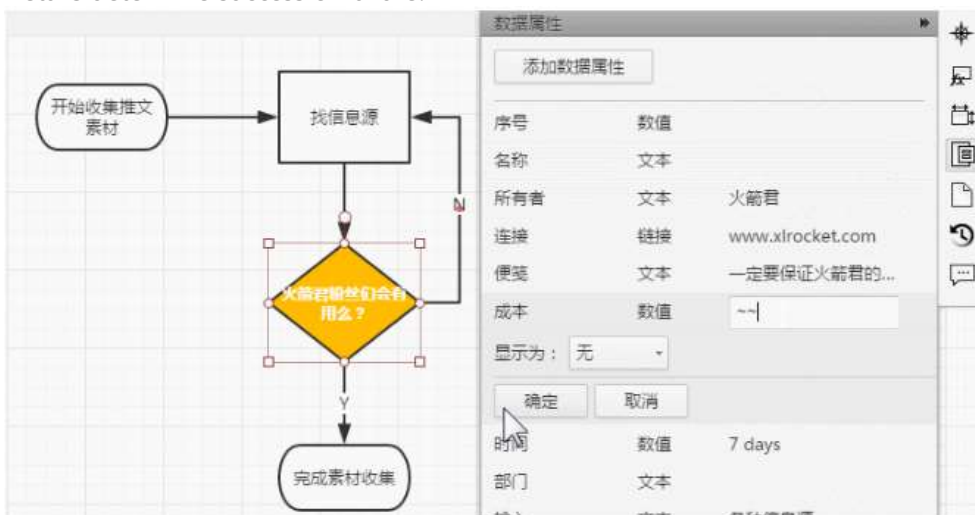 数据属性
添加数据属性
开始收集推文
素材
找信息源
序号 数值
名称 文本
所有者 文本 火箭君
N
连接 链接 www.xlrocket.com
便笺 文本 一定要保证火箭君的...
火箭君粉丝们会有
用么？
成本 数值 ~~
显示为： 无
确定 取消
Y
时间 数值 7 days
完成素材收集
部门 文本